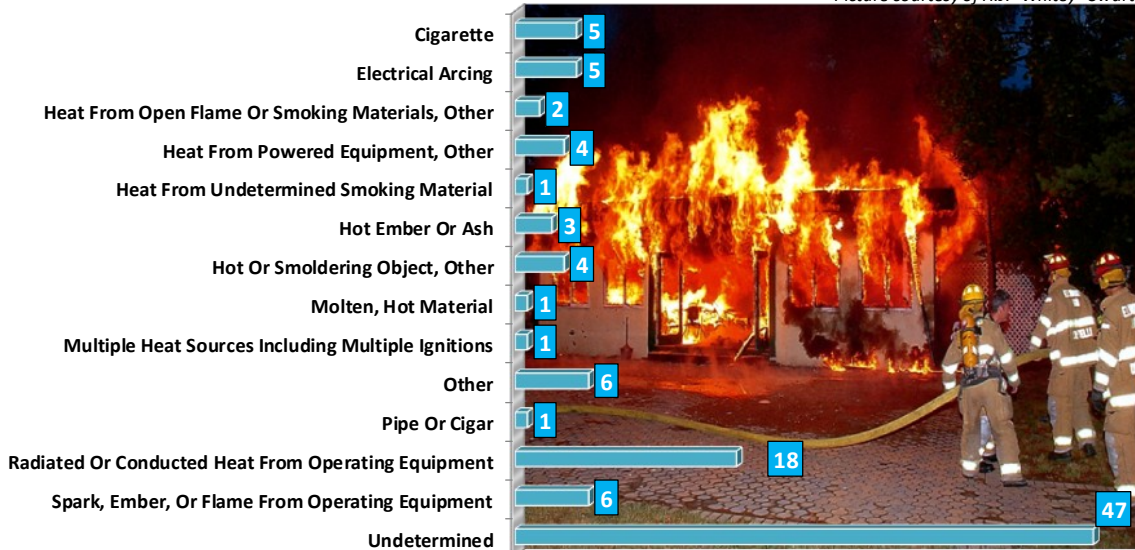 Cigarette 5
Electrical Arcing 5
Heat From Open Flame Or Smoking Materials, Other 2
Heat From Powered Equipment, Other 4
Heat From Undetermined Smoking Material 1
Hot Ember Or Ash 3
Hot Or Smoldering Object, Other 4
Molten, Hot Material 1
Multiple Heat Sources Including Multiple Ignitions 1
Other 6
Pipe Or Cigar 1
Radiated Or Conducted Heat From Operating Equipment 18
Spark, Ember, Or Flame From Operating Equipment 6
Undetermined 47